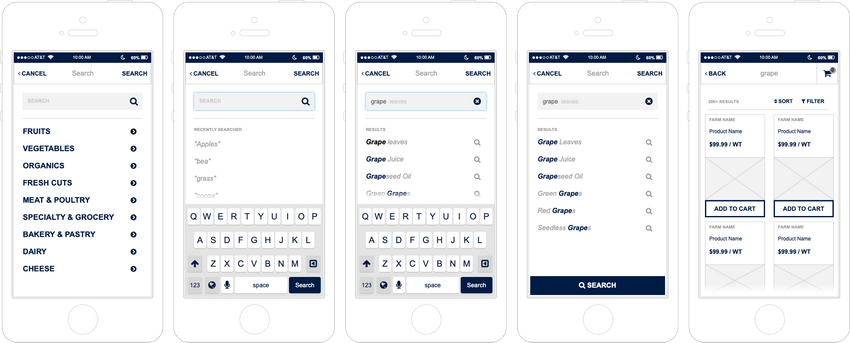 AT&T 10:00 AM 60%
CANCEL Search SEARCH
SEARCH
FRUITS
VEGETABLES
ORGANICS
FRESH CUTS
MEAT & POULTRY
SPECIALTY & GROCERY
BAKERY & PASTRY
DAIRY
CHEESE
AT&T 10:00 AM 60%
CANCEL Search SEARCH
SEARCH
RECENTLY SEARCHED
"Apples"
"bea"
"grass"
"cocoa"
Q W E R T Y U I O P
A S D F G H J K L
Z X C V B N M
123 space Search
AT&T 10:00 AM 60%
CANCEL Search SEARCH
grape leaves
RESULTS
Grape leaves
Grape Juice
Grapeseed Oil
Green Grapes
Q W E R T Y U I O P
A S D F G H J K L
Z X C V B N M
123 space Search
AT&T 10:00 AM 60%
CANCEL Search SEARCH
grape leaves
RESULTS
Grape Leaves
Grape Juice
Grapeseed Oil
Green Grapes
Red Grapes
Seedless Grapes
SEARCH
AT&T 10:00 AM 60%
BACK grape
200+ RESULTS SORT FILTER
FARM NAME FARM NAME
Product Name Product Name
$99.99 / WT $99.99 / WT
ADD TO CART ADD TO CART
FARM NAME FARM NAME
Product Name Product Name
$99.99 / WT $99.99 / WT